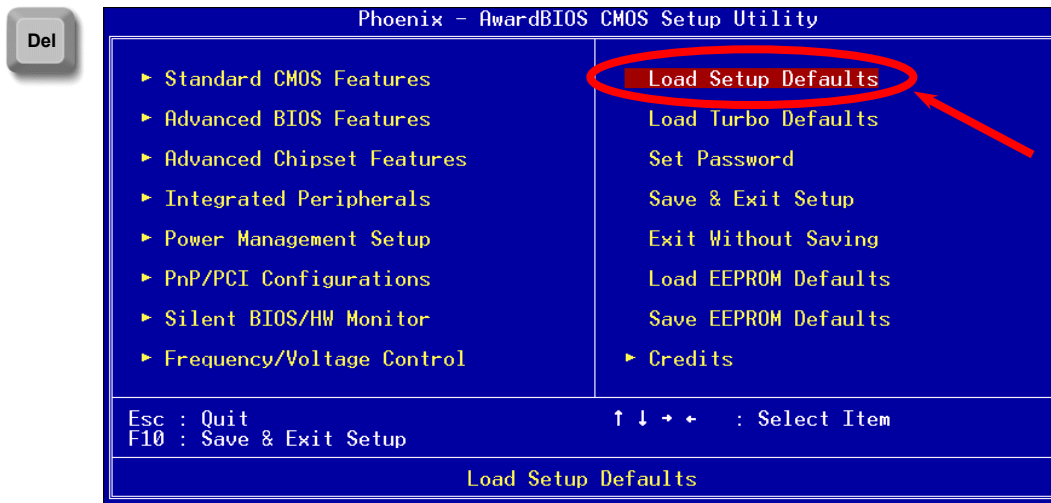 Del
Phoenix - AwardBIOS CMOS Setup Utility
► Standard CMOS Features
► Advanced BIOS Features
► Advanced Chipset Features
► Integrated Peripherals
► Power Management Setup
► PnP/PCI Configurations
► Silent BIOS/HW Monitor
► Frequency/Voltage Control
Load Setup Defaults
Load Turbo Defaults
Set Password
Save & Exit Setup
Exit Without Saving
Load EEPROM Defaults
Save EEPROM Defaults
► Credits
Esc : Quit
F10 : Save & Exit Setup
↑ ↓ → ← : Select Item
Load Setup Defaults